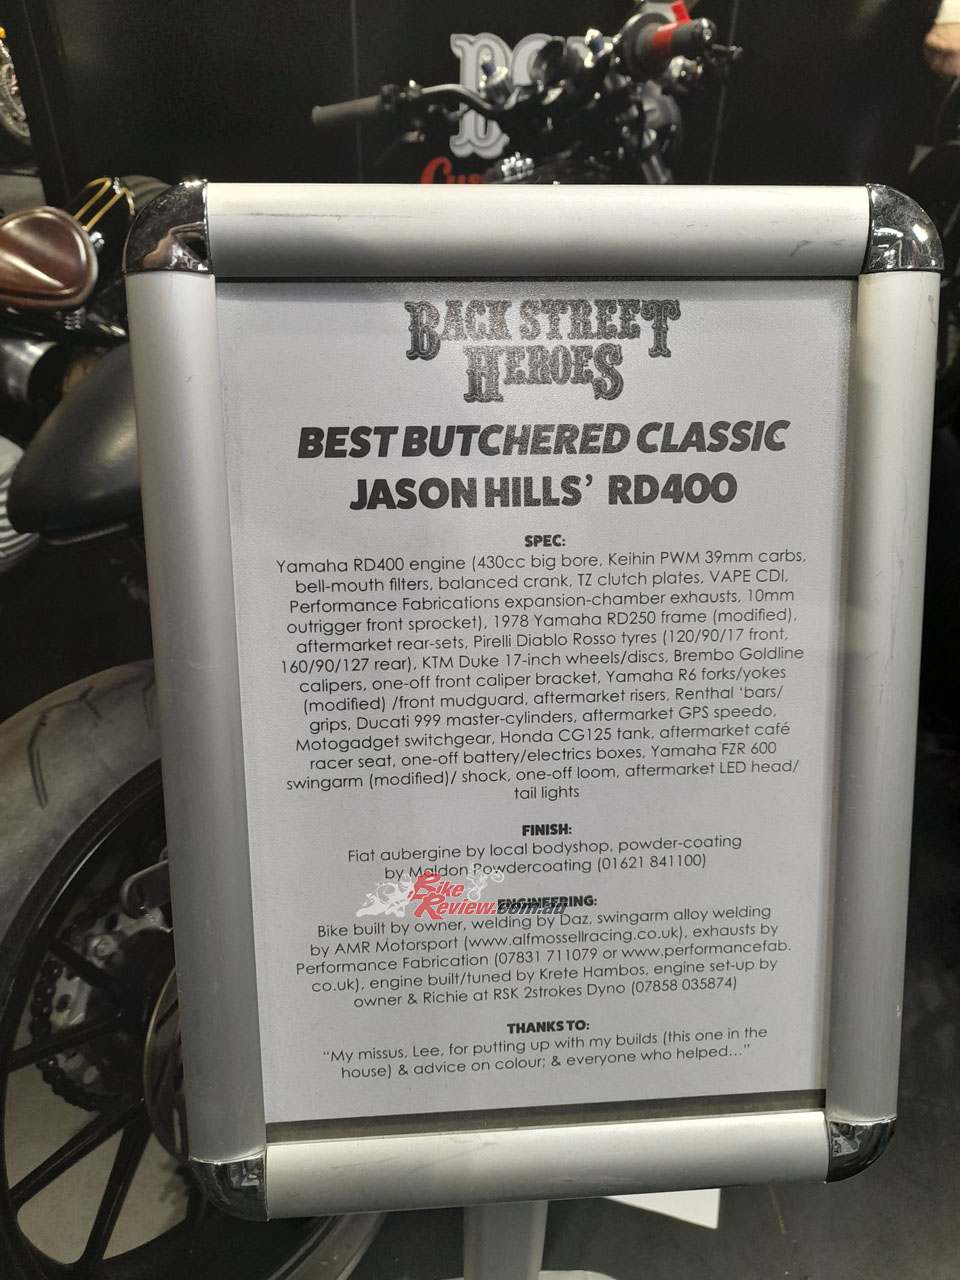 BACK STREET
HEROES
BEST BUTCHERED CLASSIC
JASON HILLS' RD400
SPEC:
Yamaha RD400 engine (430cc big bore, Keihin PWM 39mm carbs,
bell-mouth filters, balanced crank, TZ clutch plates, VAPE CDI,
Performance Fabrications expansion-chamber exhausts, 10mm
outrigger front sprocket), 1978 Yamaha RD250 frame (modified),
aftermarket rear-sets, Pirelli Diablo Rosso tyres (120/90/17 front,
160/90/127 rear), KTM Duke 17-inch wheels/discs, Brembo Goldline
calipers, one-off front caliper bracket, Yamaha R6 forks/yokes
(modified) /front mudguard, aftermarket risers, Renthal 'bars/
grips, Ducati 999 master-cylinders, aftermarket GPS speedo,
Motogadget switchgear, Honda CG125 tank, aftermarket café
racer seat, one-off battery/electrics boxes, Yamaha FZR 600
swingarm (modified)/ shock, one-off loom, aftermarket LED head/
tail lights
FINISH:
Fiat aubergine by local bodyshop, powder-coating
by Maldon Powdercoating (01621 841100)
Bike
Review.com.au
ENGINEERING:
Bike built by owner, welding by Daz, swingarm alloy welding
by AMR Motorsport (www.alfmossellracing.co.uk), exhausts by
Performance Fabrication (07831 711079 or www.performancefab.
co.uk), engine built/tuned by Krete Hambos, engine set-up by
owner & Richie at RSK 2strokes Dyno (07858 035874)
THANKS TO:
"My missus, Lee, for putting up with my builds (this one in the
house) & advice on colour; & everyone who helped..."